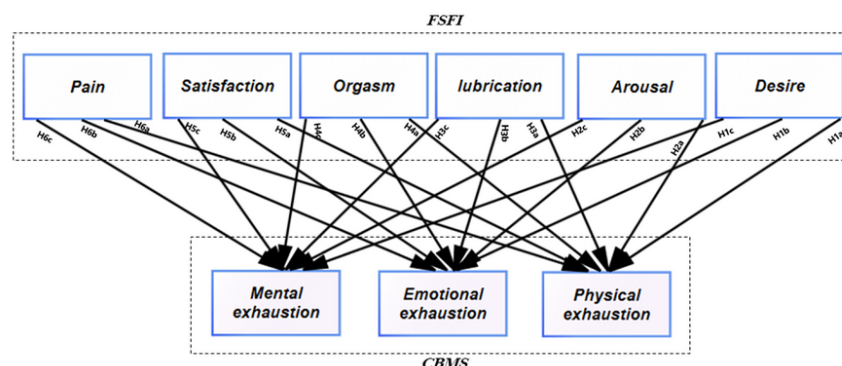 FSFI
Pain
Satisfaction
Orgasm
lubrication
Arousal
Desire
H6c
H6b
H6a
H5c
H5b
H5a
H4c
H4b
H4a
H3c
H3b
H3a
H2c
H2b
H2a
H1c
H1b
H1a
Mental
exhaustion
Emotional
exhaustion
Physical
exhaustion
CBMS